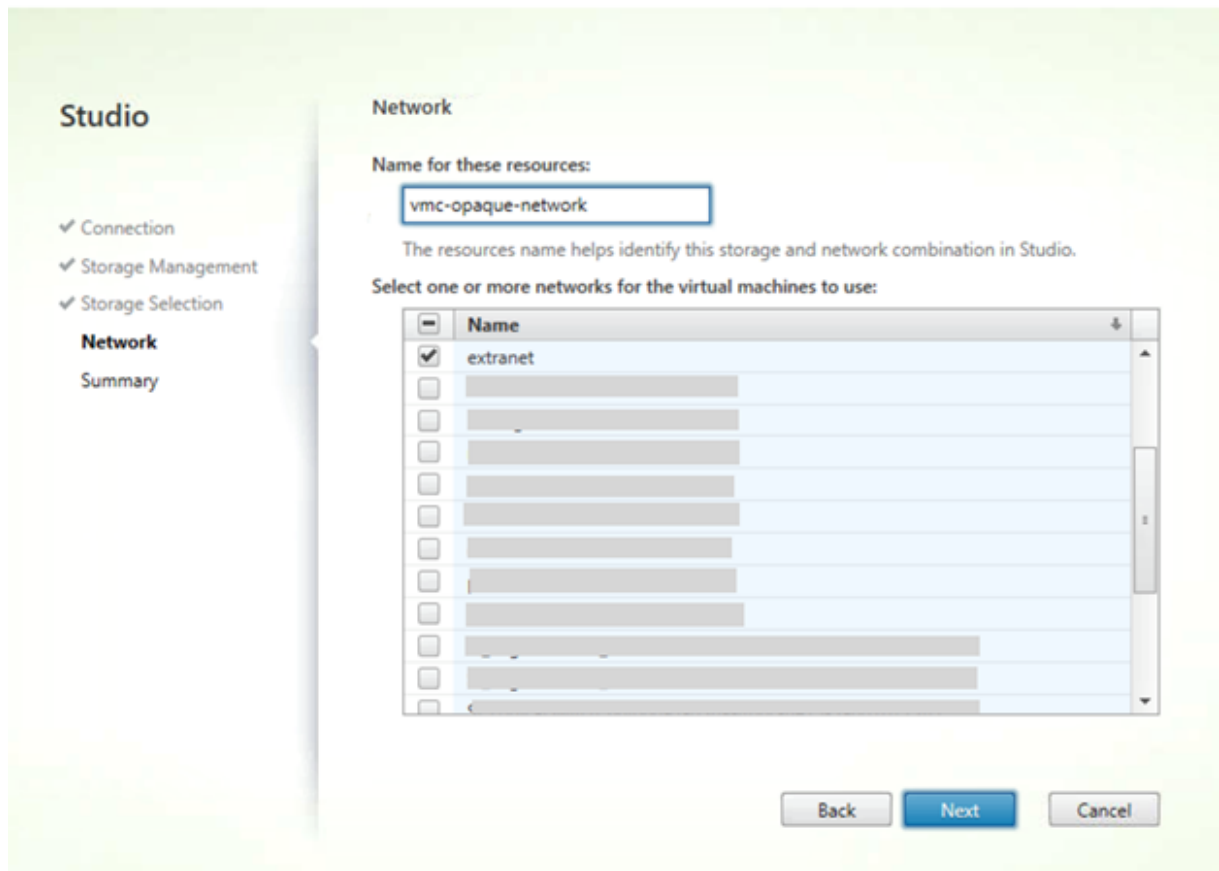 Studio
Connection
Storage Management
Storage Selection
Network
Summary
Network
Name for these resources:
vmc-opaque-network
The resources name helps identify this storage and network combination in Studio.
Select one or more networks for the virtual machines to use:
Name
extranet
Back
Next
Cancel